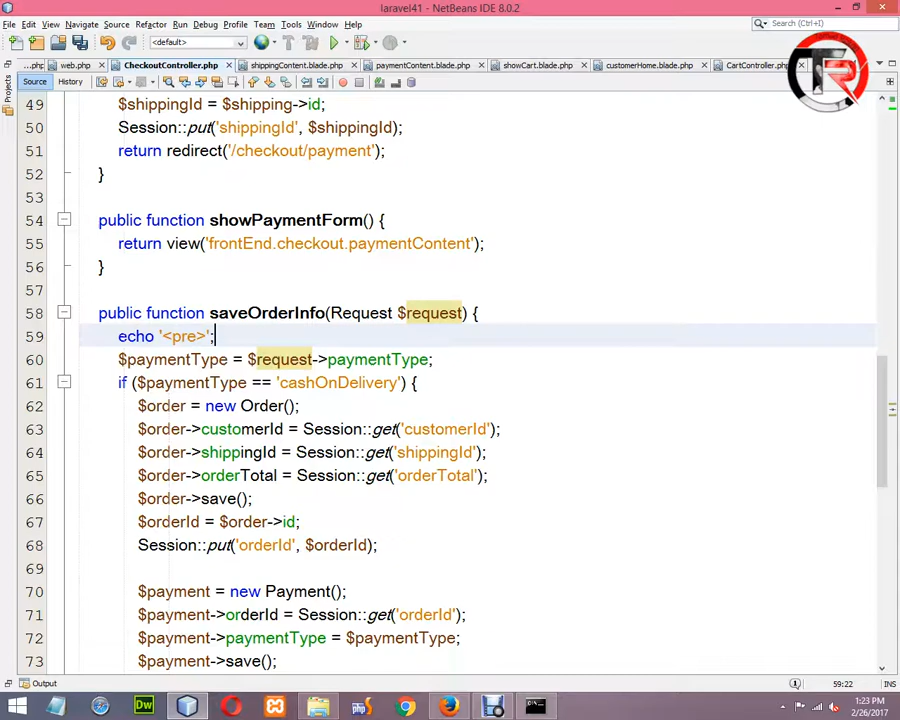 laravel41 - NetBeans IDE 8.0.2
File Edit View Navigate Source Refactor Run Debug Profile Team Tools Window Help
<default> Search (Ctrl+I)
...php web.php CheckoutController.php shippingContent.blade.php paymentContent.blade.php showCart.blade.php customerHome.blade.php CartController.php
Source History
Projects
49 $shippingId = $shipping->id;
50 Session::put('shippingId', $shippingId);
51 return redirect('/checkout/payment');
52 }
53
54 public function showPaymentForm() {
55 return view('frontEnd.checkout.paymentContent');
56 }
57
58 public function saveOrderInfo(Request $request) {
59 echo '<pre>';
60 $paymentType = $request->paymentType;
61 if ($paymentType == 'cashOnDelivery') {
62 $order = new Order();
63 $order->customerId = Session::get('customerId');
64 $order->shippingId = Session::get('shippingId');
65 $order->orderTotal = Session::get('orderTotal');
66 $order->save();
67 $orderId = $order->id;
68 Session::put('orderId', $orderId);
69
70 $payment = new Payment();
71 $payment->orderId = Session::get('orderId');
72 $payment->paymentType = $paymentType;
73 $payment->save();
Output
59:22 INS
Dw
1:23 PM
2/26/2017